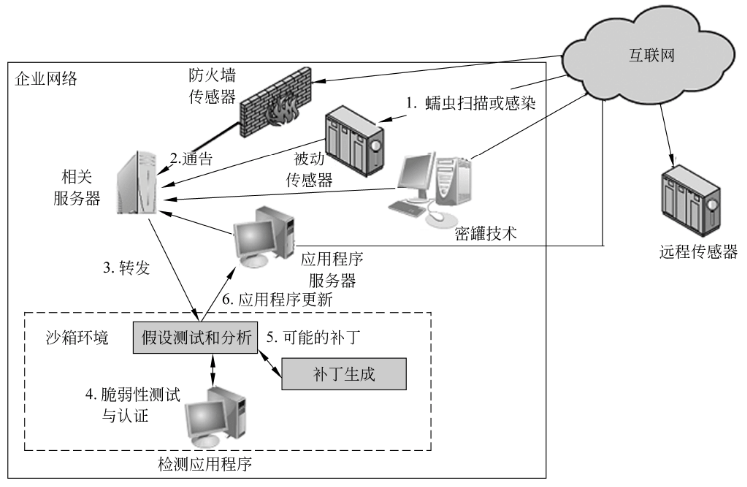 互联网
企业网络
防火墙
传感器
1. 蠕虫扫描或感染
2.通告
被动
传感器
相关
服务器
密罐技术
远程传感器
应用程序
服务器
3. 转发
6. 应用程序更新
沙箱环境
假设测试和分析
5. 可能的补丁
补丁生成
4. 脆弱性测试
与认证
检测应用程序